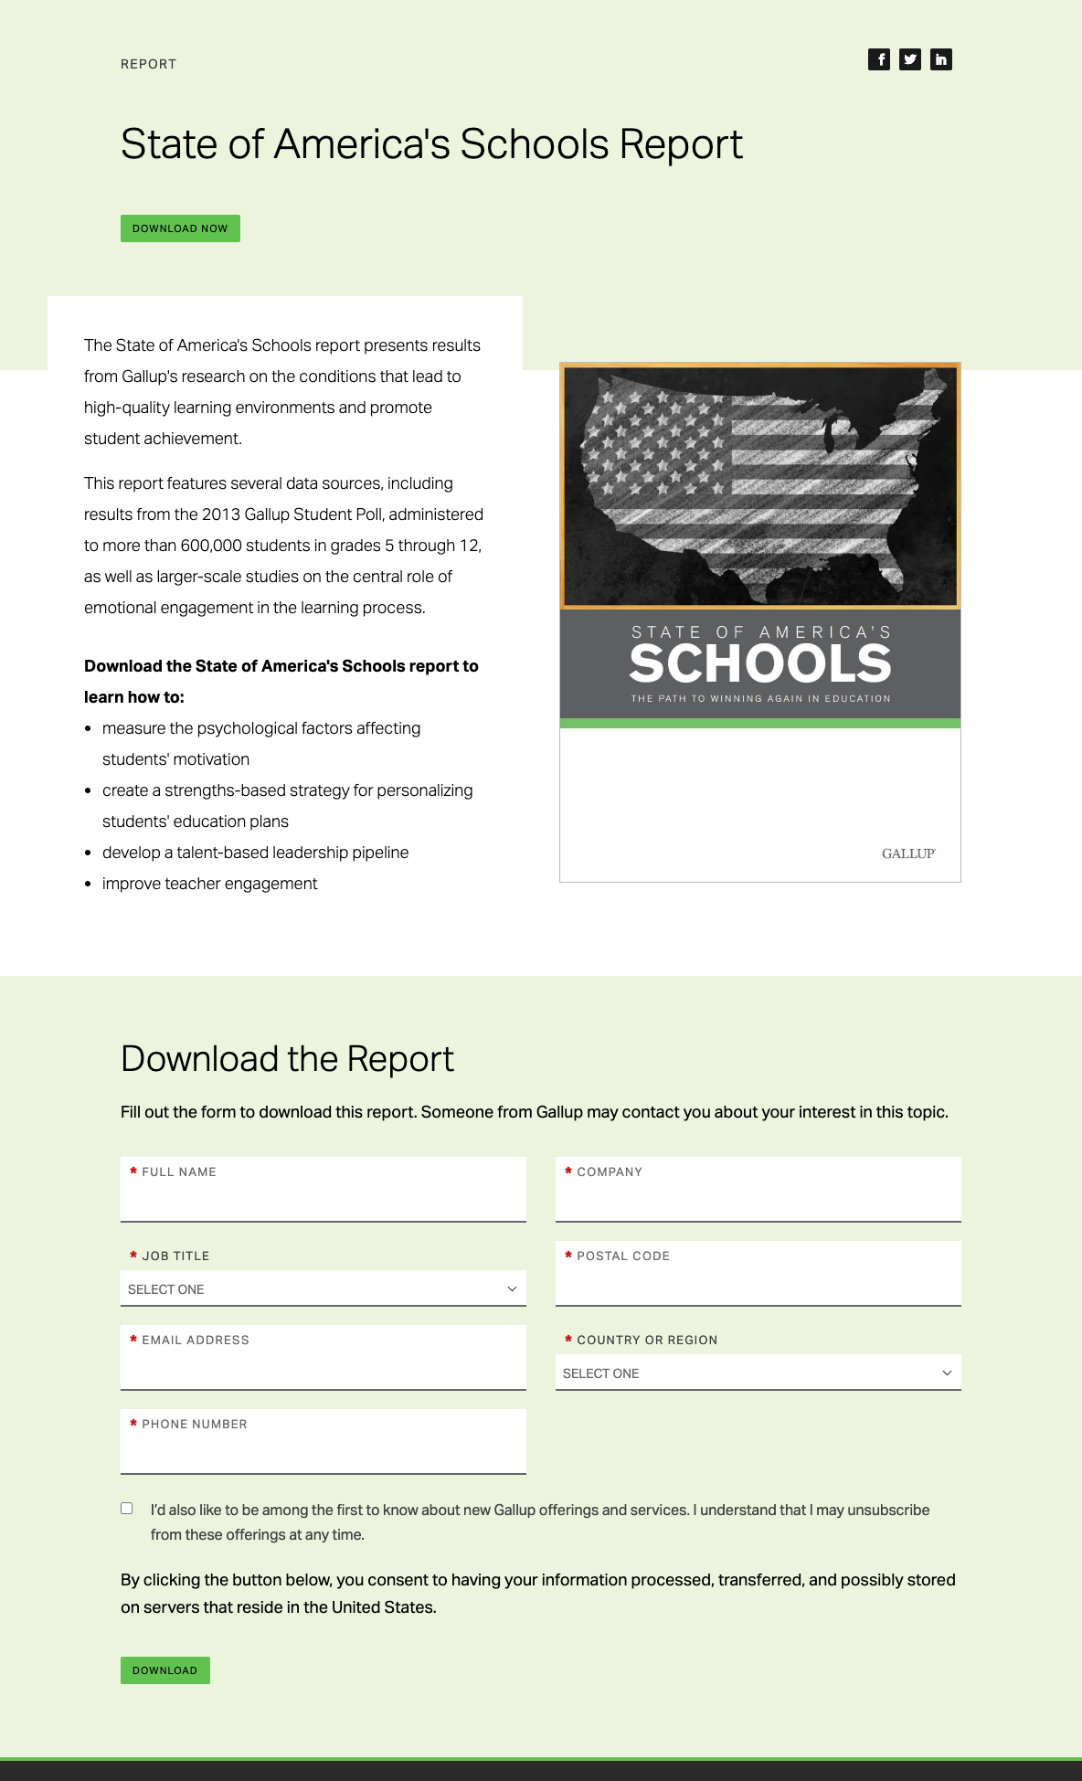 REPORT
State of America's Schools Report
DOWNLOAD NOW
The State of America's Schools report presents results
from Gallup's research on the conditions that lead to
high-quality learning environments and promote
student achievement.
This report features several data sources, including
results from the 2013 Gallup Student Poll, administered
to more than 600,000 students in grades 5 through 12,
as well as larger-scale studies on the central role of
emotional engagement in the learning process.
Download the State of America's Schools report to
learn how to:
• measure the psychological factors affecting
students' motivation
• create a strengths-based strategy for personalizing
students' education plans
• develop a talent-based leadership pipeline
• improve teacher engagement
STATE OF AMERICA'S
SCHOOLS
THE PATH TO WINNING AGAIN IN EDUCATION
GALLUP
Download the Report
Fill out the form to download this report. Someone from Gallup may contact you about your interest in this topic.
* FULL NAME
* COMPANY
* JOB TITLE
SELECT ONE
* POSTAL CODE
* EMAIL ADDRESS
* COUNTRY OR REGION
SELECT ONE
* PHONE NUMBER
I'd also like to be among the first to know about new Gallup offerings and services. I understand that I may unsubscribe
from these offerings at any time.
By clicking the button below, you consent to having your information processed, transferred, and possibly stored
on servers that reside in the United States.
DOWNLOAD